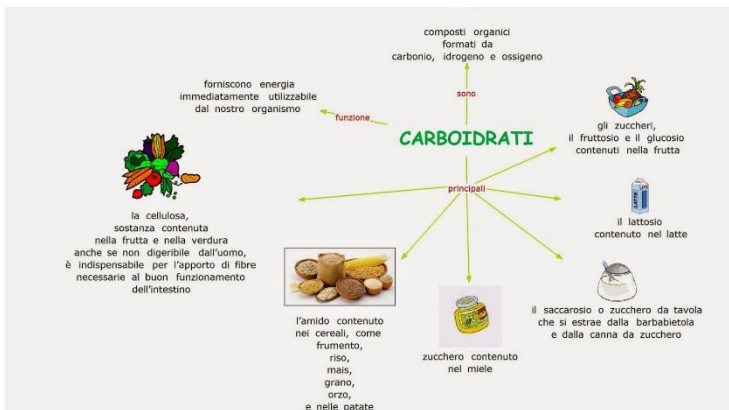 composti organici
formati da
carbonio, idrogeno e ossigeno
sono
forniscono energia
immediatamente utilizzabile
dal nostro organismo
funzione
CARBOIDRATI
gli zuccheri,
il fruttosio e il glucosio
contenuti nella frutta
principali
LATTE
il lattosio
contenuto nel latte
la cellulosa,
sostanza contenuta
nella frutta e nella verdura
anche se non digeribile dall'uomo,
è indispensabile per l'apporto di fibre
necessarie al buon funzionamento
dell'intestino
il saccarosio o zucchero da tavola
che si estrae dalla barbabietola
e dalla canna da zucchero
l'amido contenuto
nei cereali, come
frumento,
riso,
mais,
grano,
orzo,
e nelle patate
zucchero contenuto
nel miele